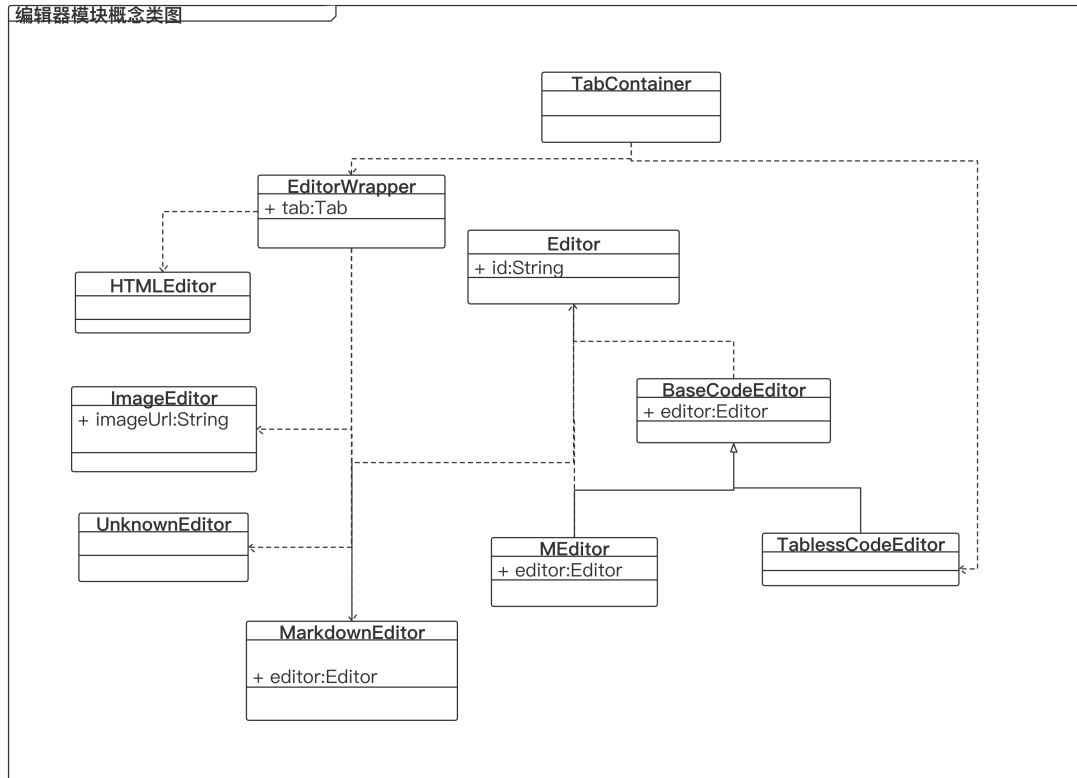 编辑器模块概念类图
TabContainer
EditorWrapper
+ tab:Tab
Editor
+ id:String
HTMLEditor
BaseCodeEditor
+ editor:Editor
ImageEditor
+ imageUrl:String
UnknownEditor
MEditor
+ editor:Editor
TablessCodeEditor
MarkdownEditor
+ editor:Editor